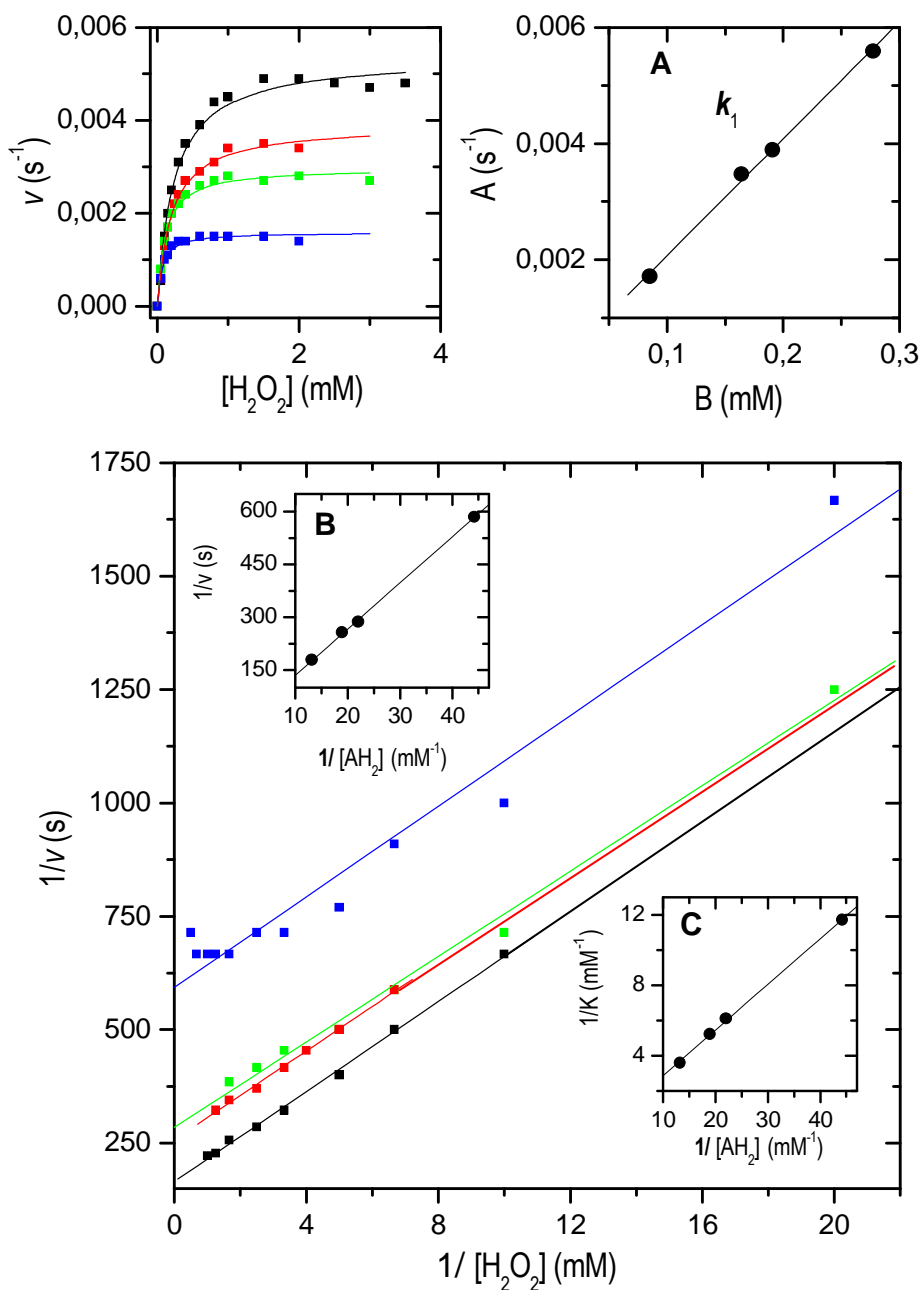 0,006
0,004
0,002
0,000
v (s⁻¹)
0 2 4
[H₂O₂] (mM)
0,006
0,004
0,002
A (s⁻¹)
A
k₁
0,1 0,2 0,3
B (mM)
1750
1500
1250
1000
750
500
250
1/v (s)
0 4 8 12 16 20
1/ [H₂O₂] (mM)
600
450
300
150
1/v (s)
B
10 20 30 40
1/ [AH₂] (mM⁻¹)
12
8
4
1/K (mM⁻¹)
C
10 20 30 40
1/ [AH₂] (mM⁻¹)